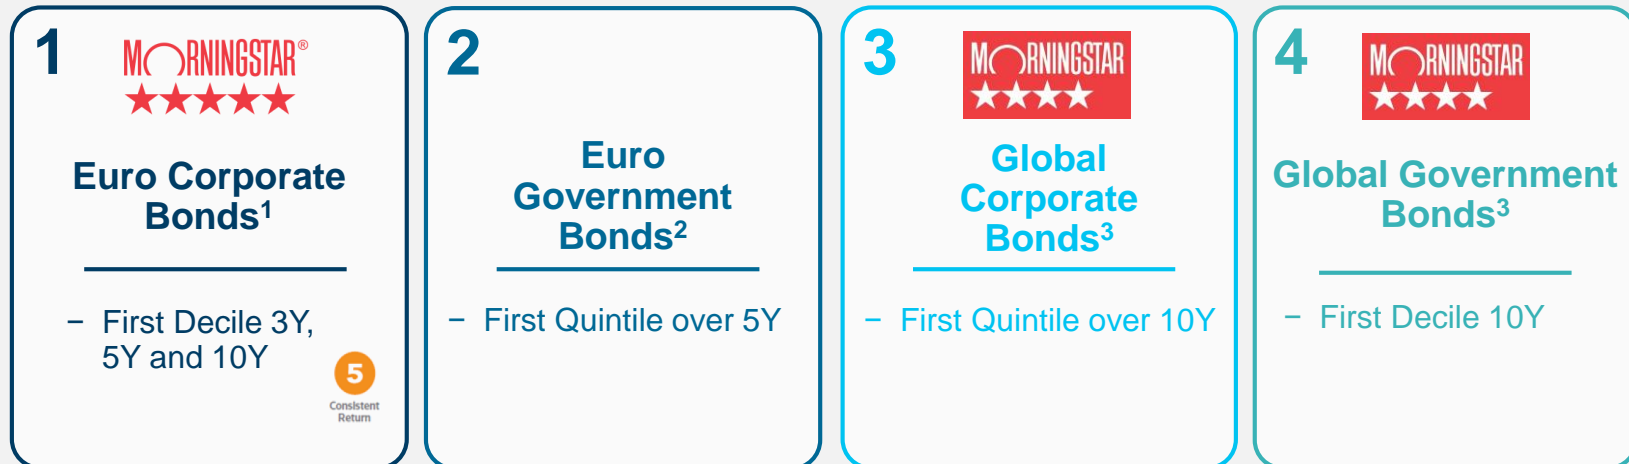 1
MORNINGSTAR®
★★★★★
Euro Corporate
Bonds¹
− First Decile 3Y,
5Y and 10Y
5
Consistent
Return
2
Euro
Government
Bonds²
− First Quintile over 5Y
3
MORNINGSTAR
★★★★
Global
Corporate
Bonds³
− First Quintile over 10Y
4
MORNINGSTAR
★★★★
Global Government
Bonds³
− First Decile 10Y